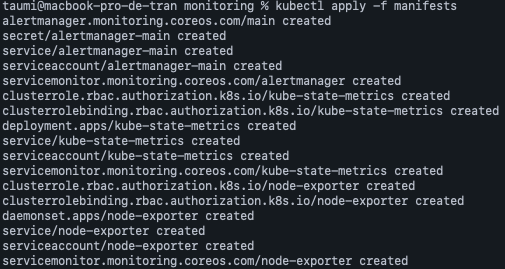 taumi@macbook-pro-de-tran monitoring % kubectl apply -f manifests
alertmanager.monitoring.coreos.com/main created
secret/alertmanager-main created
service/alertmanager-main created
serviceaccount/alertmanager-main created
servicemonitor.monitoring.coreos.com/alertmanager created
clusterrole.rbac.authorization.k8s.io/kube-state-metrics created
clusterrolebinding.rbac.authorization.k8s.io/kube-state-metrics created
deployment.apps/kube-state-metrics created
service/kube-state-metrics created
serviceaccount/kube-state-metrics created
servicemonitor.monitoring.coreos.com/kube-state-metrics created
clusterrole.rbac.authorization.k8s.io/node-exporter created
clusterrolebinding.rbac.authorization.k8s.io/node-exporter created
daemonset.apps/node-exporter created
service/node-exporter created
serviceaccount/node-exporter created
servicemonitor.monitoring.coreos.com/node-exporter created